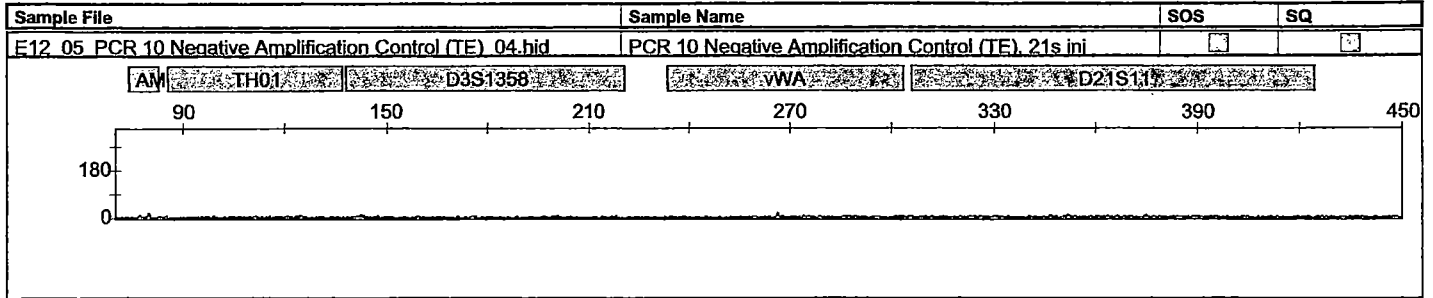 Sample File Sample Name SOS SQ
E12_05_PCR 10 Negative Amplification Control (TE)_04.hid PCR 10 Negative Amplification Control (TE), 21s inj
AM TH01 D3S1358 vWA D21S11
90 150 210 270 330 390 450
180
0